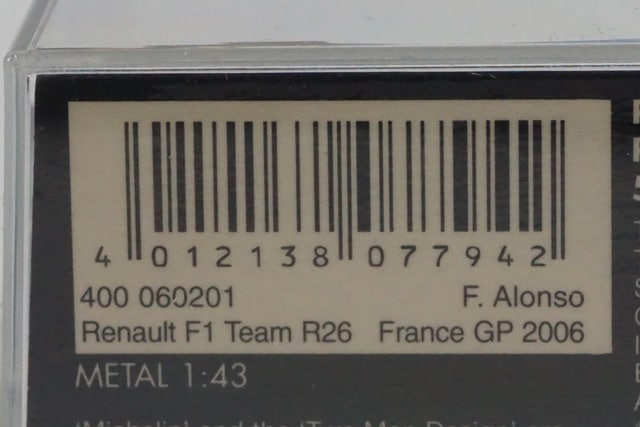 4 012138 077942
400 060201 F. Alonso
Renault F1 Team R26 France GP 2006
METAL 1:43